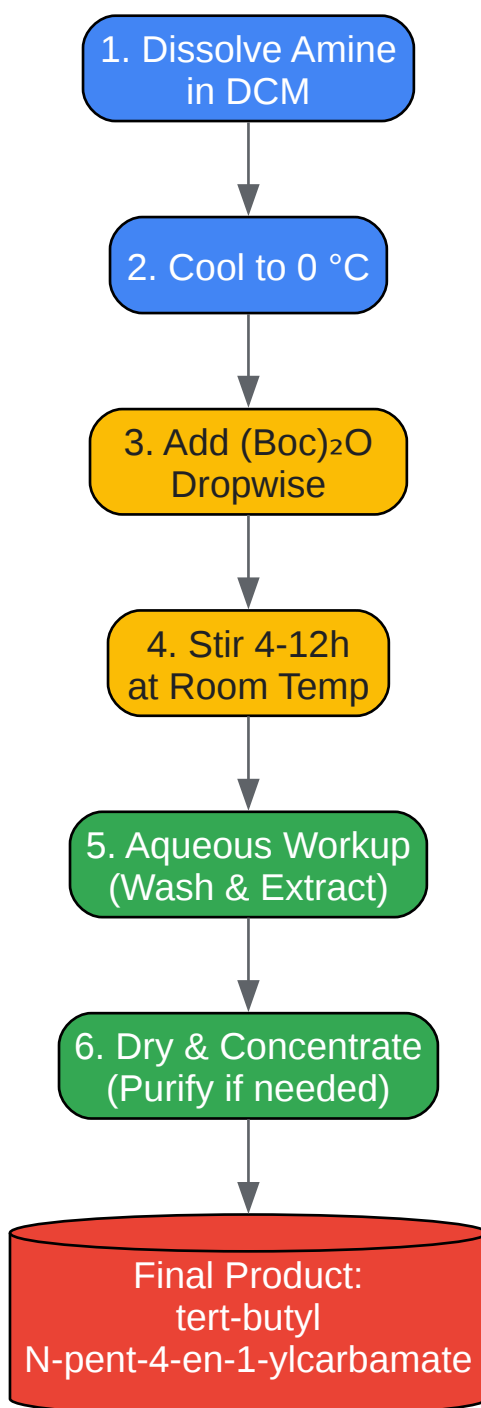 1. Dissolve Amine
in DCM
2. Cool to 0 °C
3. Add (Boc)₂O
Dropwise
4. Stir 4-12h
at Room Temp
5. Aqueous Workup
(Wash & Extract)
6. Dry & Concentrate
(Purify if needed)
Final Product:
tert-butyl
N-pent-4-en-1-ylcarbamate